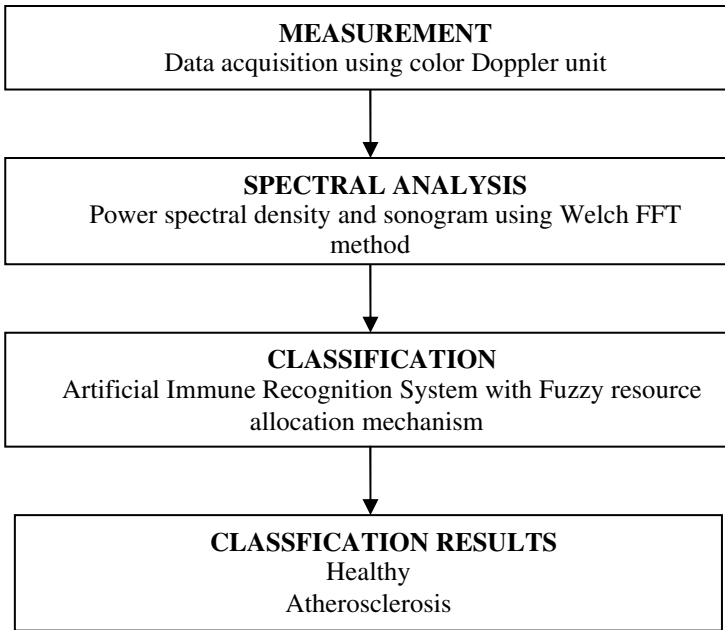 MEASUREMENT
Data acquisition using color Doppler unit
SPECTRAL ANALYSIS
Power spectral density and sonogram using Welch FFT
method
CLASSIFICATION
Artificial Immune Recognition System with Fuzzy resource
allocation mechanism
CLASSFICATION RESULTS
Healthy
Atherosclerosis